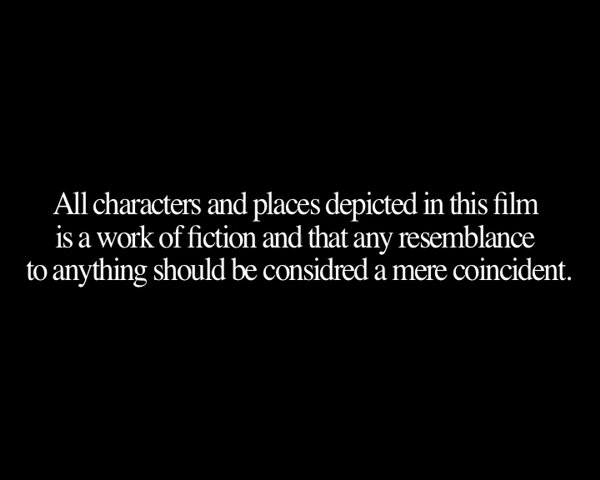 All characters and places depicted in this film
is a work of fiction and that any resemblance
to anything should be considred a mere coincident.